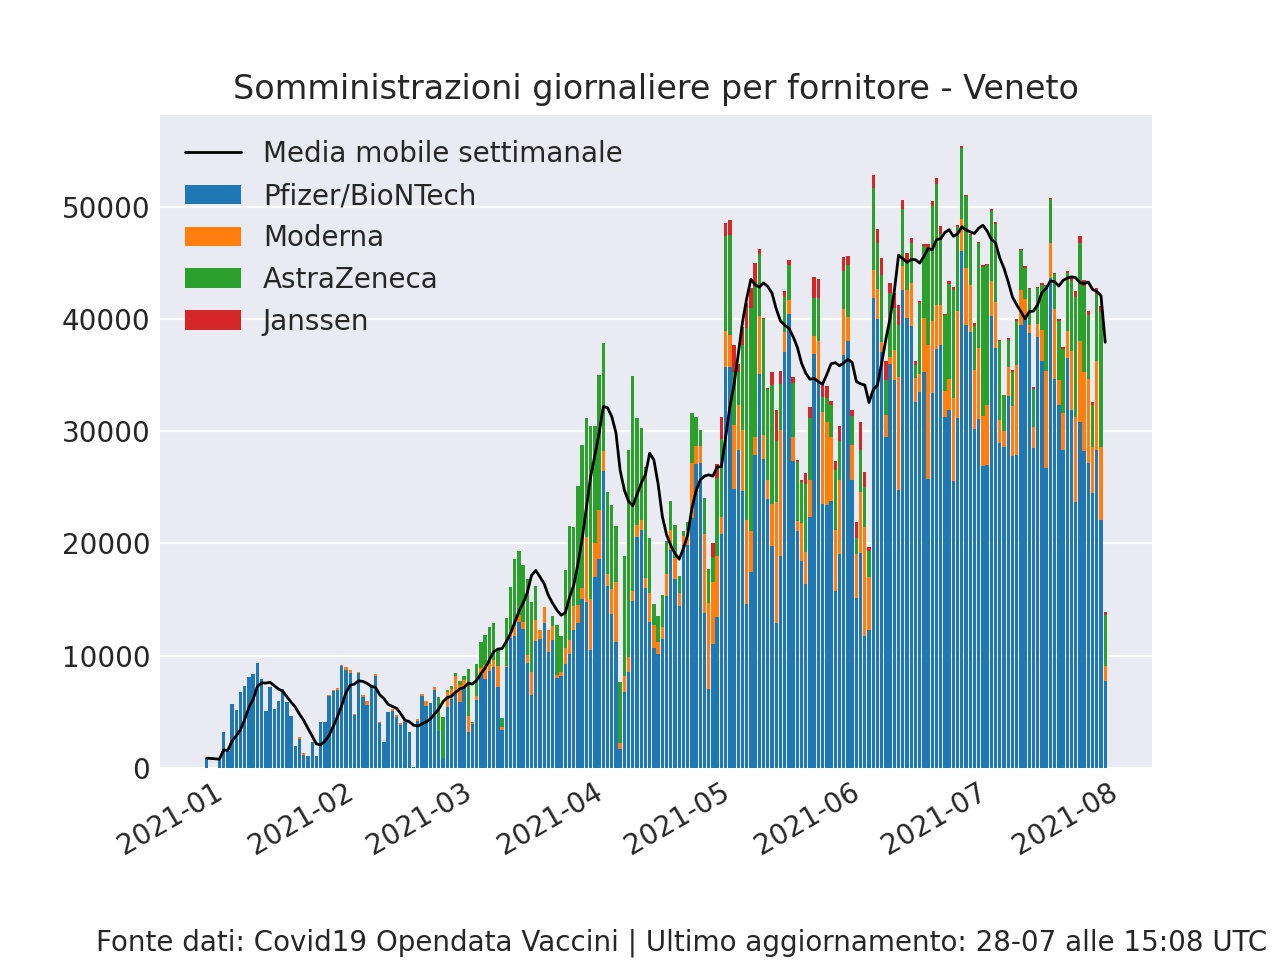 Somministrazioni giornaliere per fornitore - Veneto
Media mobile settimanale
Pfizer/BioNTech
Moderna
AstraZeneca
Janssen
50000
40000
30000
20000
10000
0
2021-01
2021-02
2021-03
2021-04
2021-05
2021-06
2021-07
2021-08
Fonte dati: Covid19 Opendata Vaccini | Ultimo aggiornamento: 28-07 alle 15:08 UTC